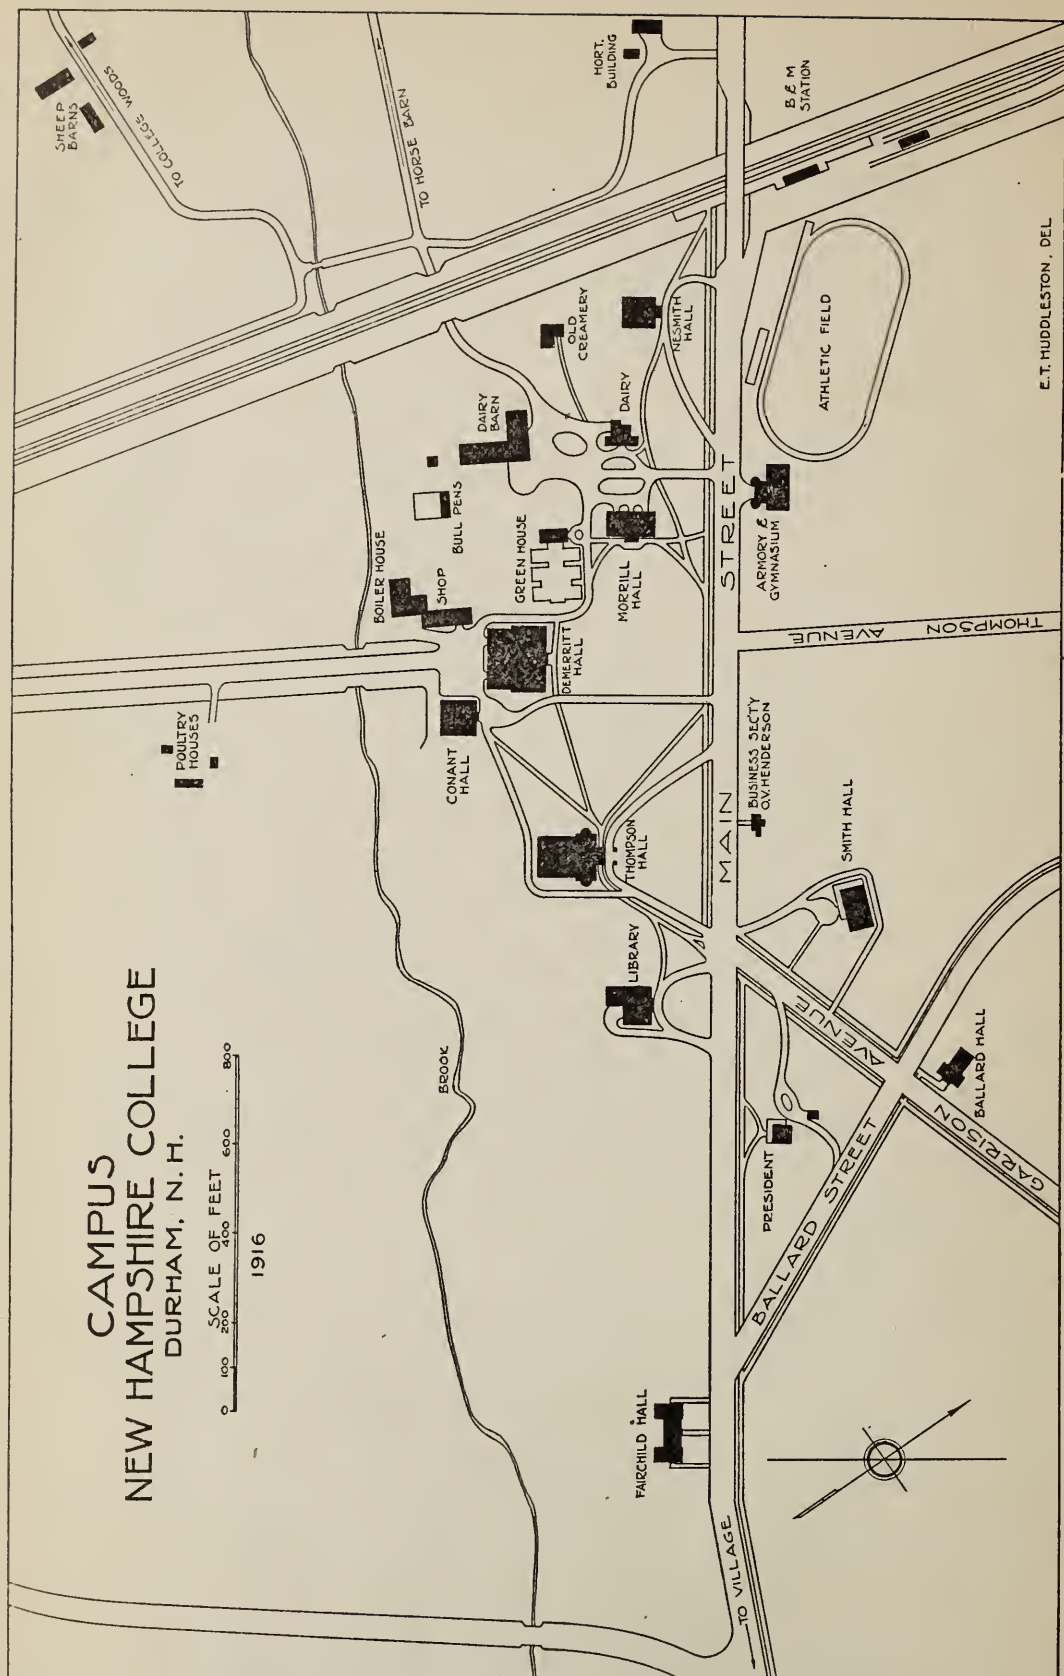 CAMPUS
NEW HAMPSHIRE COLLEGE
DURHAM, N. H.
SCALE OF FEET
0 100 200 400 600 800
1916
SHEEP
BARNS
TO COLLEGE WOODS
TO HORSE BARN
HORT.
BUILDING
B & M
STATION
POULTRY
HOUSES
BOILER HOUSE
SHOP
BULL PENS
DAIRY
BARN
OLD
CREAMERY
NESMITH
HALL
DAIRY
GREEN HOUSE
MORRILL
HALL
DEMERRITT
HALL
CONANT
HALL
THOMPSON
HALL
LIBRARY
BROOK
FAIRCHILD HALL
MAIN STREET
TO VILLAGE
ATHLETIC FIELD
ARMORY &
GYMNASIUM
THOMPSON
AVENUE
BUSINESS SECTY
O.V. HENDERSON
SMITH HALL
PRESIDENT
BALLARD STREET
GARRISON AVENUE
BALLARD HALL
E.T. HUDDLESTON, DEL